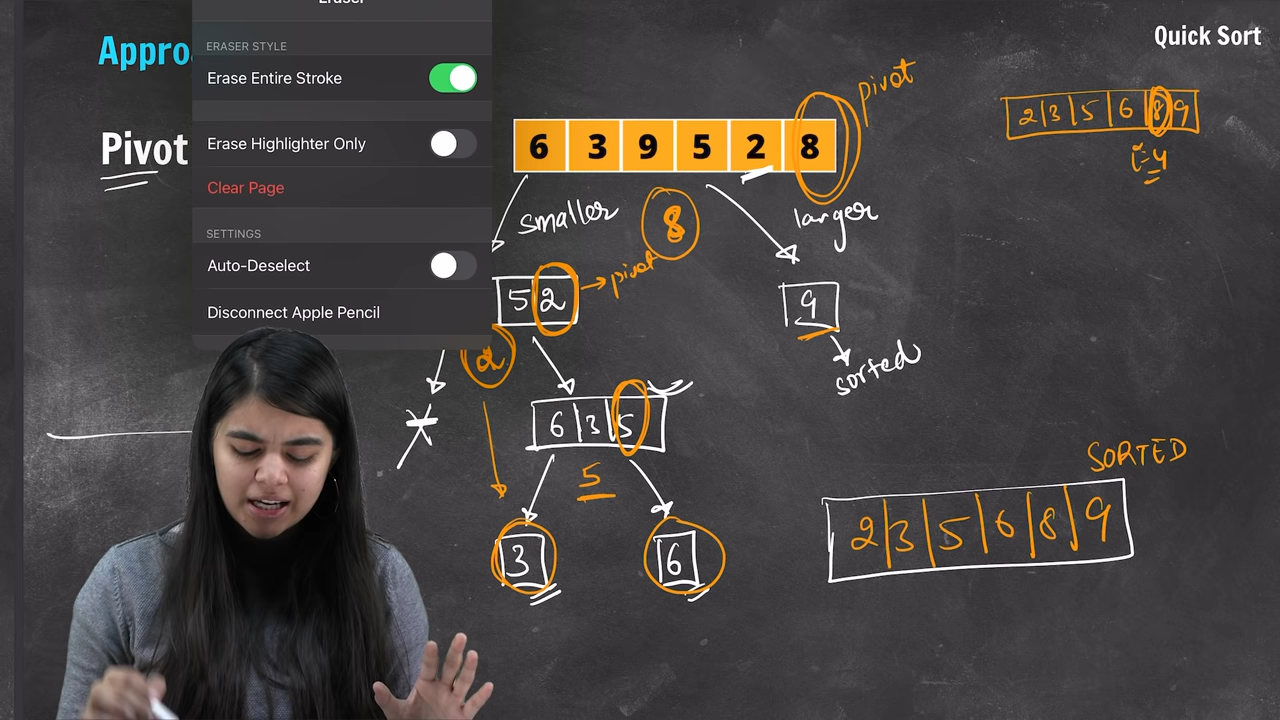 Quick Sort
Appro
ERASER STYLE
Erase Entire Stroke
Erase Highlighter Only
Clear Page
SETTINGS
Auto-Deselect
Disconnect Apple Pencil
Pivot
6 3 9 5 2 8
pivot
2|3|5|6|8|9
i=4
smaller
8
larger
5|2
pivot
9
sorted
2
6|3|5
5
3
6
SORTED
2|3|5|6|8|9